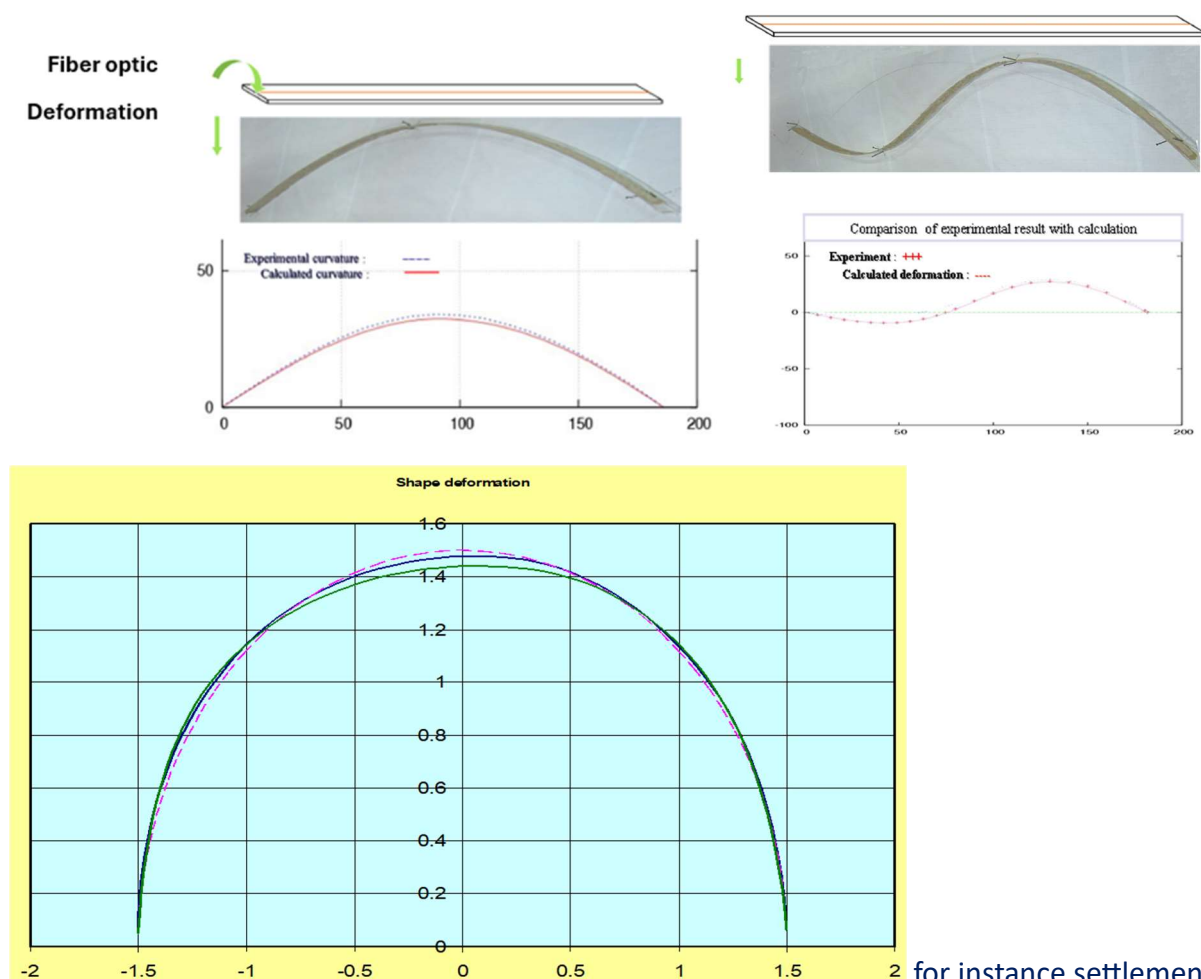 Fiber optic
Deformation
Experimental curvature :
Calculated curvature :
50
0
0 50 100 150 200
Comparison of experimental result with calculation
Experiment : +++
Calculated deformation : ----
50
0
-50
-100
0 50 100 150 200
Shape deformation
1.6
1.4
1.2
1
0.8
0.6
0.4
0.2
0
-2 -1.5 -1 -0.5 0 0.5 1 1.5 2
for instance settlemen